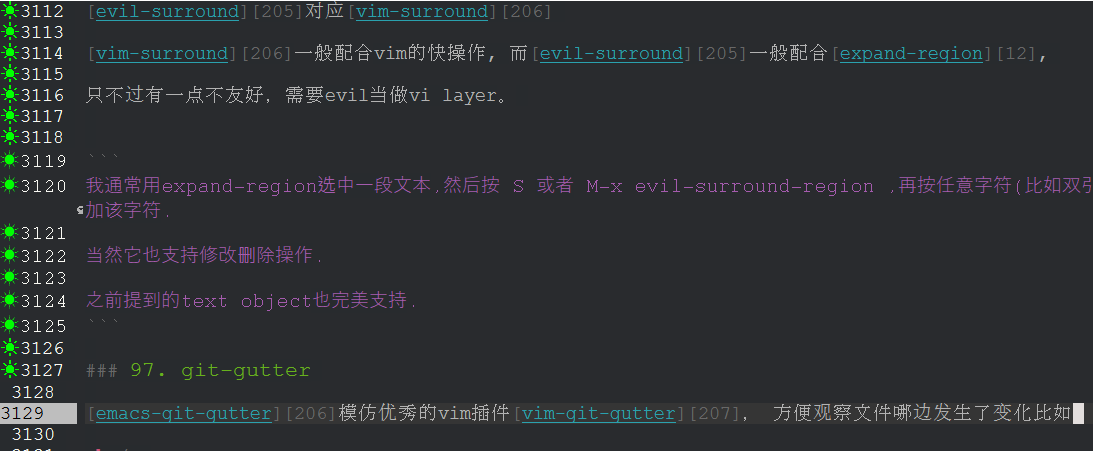 3112 [evil-surround][205]对应[vim-surround][206]
3113
3114 [vim-surround][206]一般配合vim的快操作, 而[evil-surround][205]一般配合[expand-region][12],
3115
3116 只不过有一点不友好, 需要evil当做vi layer。
3117
3118
3119 ```
3120 我通常用expand-region选中一段文本,然后按 S 或者 M-x evil-surround-region ,再按任意字符(比如双引
加该字符.
3121
3122 当然它也支持修改删除操作.
3123
3124 之前提到的text object也完美支持.
3125 ```
3126
3127 ### 97. git-gutter
3128
3129 [emacs-git-gutter][206]模仿优秀的vim插件[vim-git-gutter][207], 方便观察文件哪边发生了变化比如
3130